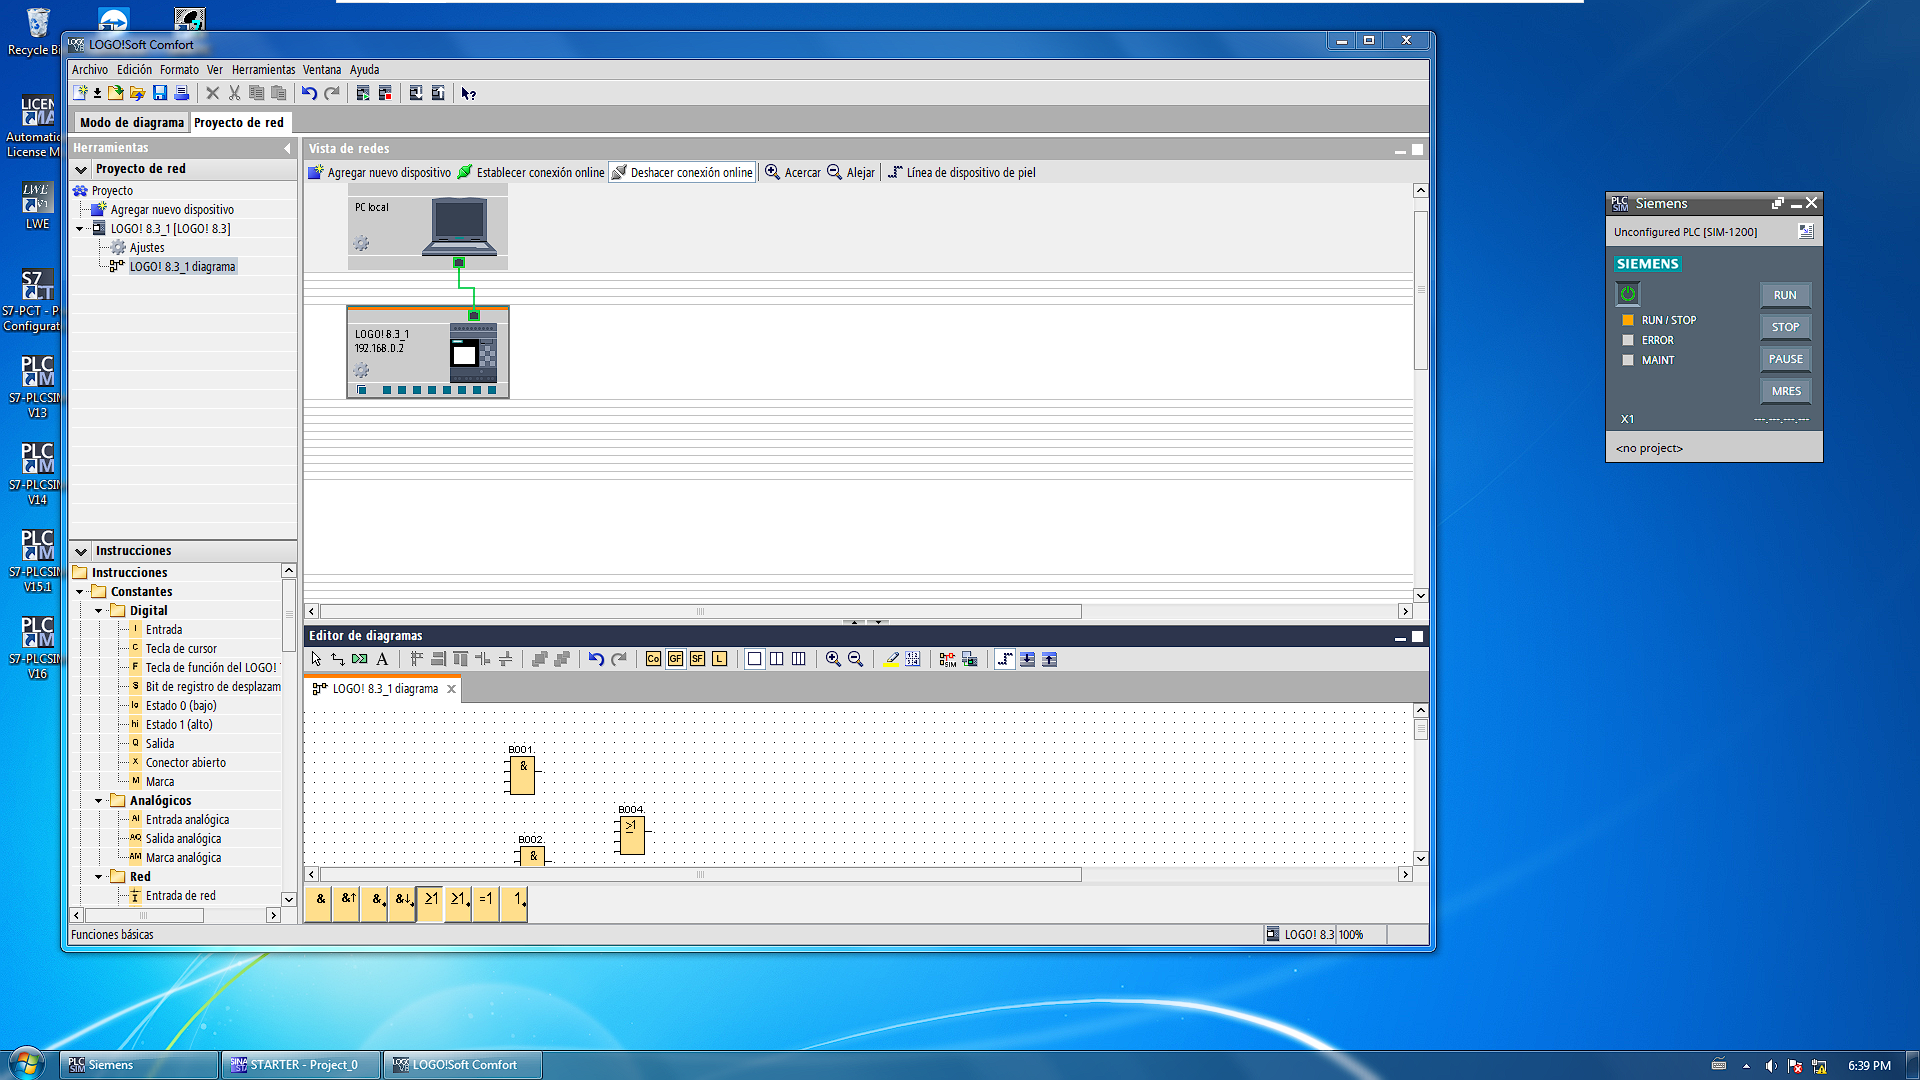 Recycle Bi
LOGO!Soft Comfort
Archivo Edición Formato Ver Herramientas Ventana Ayuda
Modo de diagrama Proyecto de red
Herramientas
Proyecto de red
Proyecto
Agregar nuevo dispositivo
LOGO! 8.3_1 [LOGO! 8.3]
Ajustes
LOGO! 8.3_1 diagrama
Vista de redes
Agregar nuevo dispositivo Establecer conexión online Deshacer conexión online Acercar Alejar Línea de dispositivo de piel
PC local
LOGO! 8.3_1
192.168.0.2
Automatic
License M
LWE
S7-PCT - P
Configurat
S7-PLCSIM
V13
S7-PLCSIM
V14
S7-PLCSIM
V15.1
S7-PLCSIM
V16
Instrucciones
Instrucciones
Constantes
Digital
I Entrada
C Tecla de cursor
F Tecla de función del LOGO!
S Bit de registro de desplazam
lo Estado 0 (bajo)
hi Estado 1 (alto)
Q Salida
X Conector abierto
M Marca
Analógicos
AI Entrada analógica
AQ Salida analógica
AM Marca analógica
Red
Entrada de red
Editor de diagramas
A Co GF SF L
LOGO! 8.3_1 diagrama
B001
&
B004
≥1
B002
&
& &↑ & &↓ ≥1 ≥1 =1 1
Funciones básicas
LOGO! 8.3 100%
Siemens
Unconfigured PLC [SIM-1200]
SIEMENS
RUN
RUN / STOP
STOP
ERROR
MAINT
PAUSE
MRES
X1 ---.---.---.---
<no project>
Siemens STARTER - Project_0 LOGO!Soft Comfort 6:39 PM